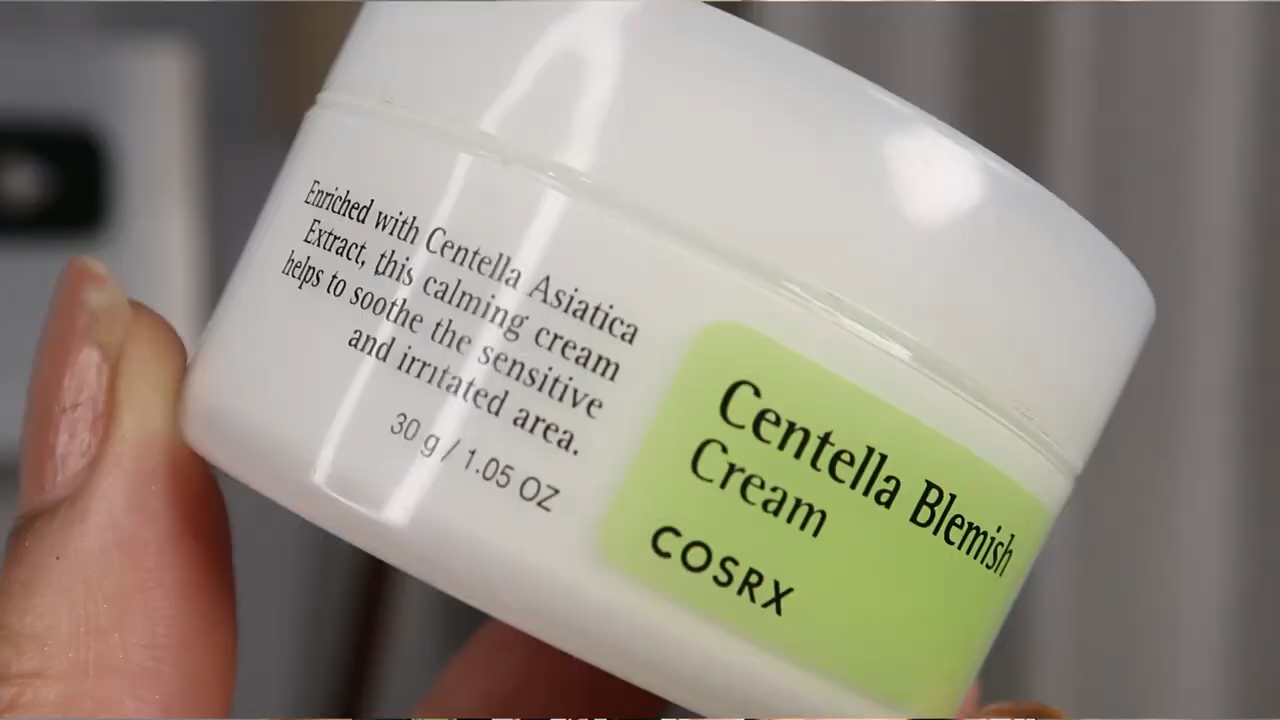 Enriched with Centella Asiatica
Extract, this calming cream
helps to soothe the sensitive
and irritated area.
30 g / 1.05 OZ
Centella Blemish
Cream
COSRX